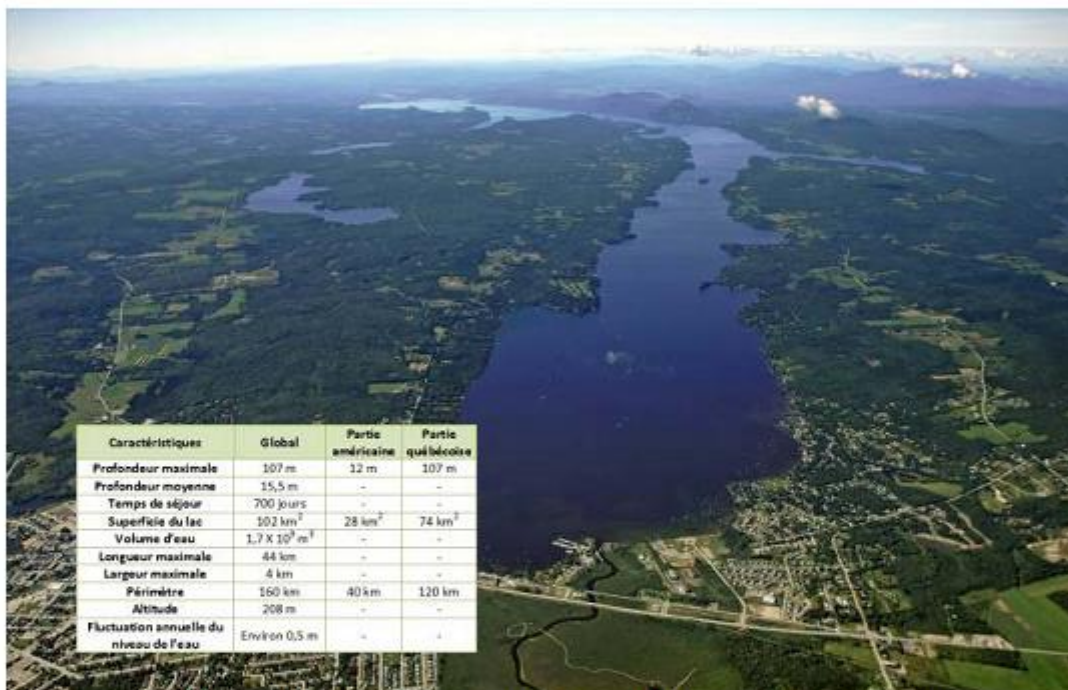 Caractéristiques Global Partie américaine Partie québécoise
Profondeur maximale 107 m 12 m 107 m
Profondeur moyenne 15,5 m - -
Temps de séjour 700 jours - -
Superficie du lac 102 km² 28 km² 74 km²
Volume d'eau 1,7 X 10⁹ m³ - -
Longueur maximale 44 km - -
Largeur maximale 4 km - -
Périmètre 160 km 40 km 120 km
Altitude 208 m - -
Fluctuation annuelle du niveau de l'eau Environ 0,5 m - -